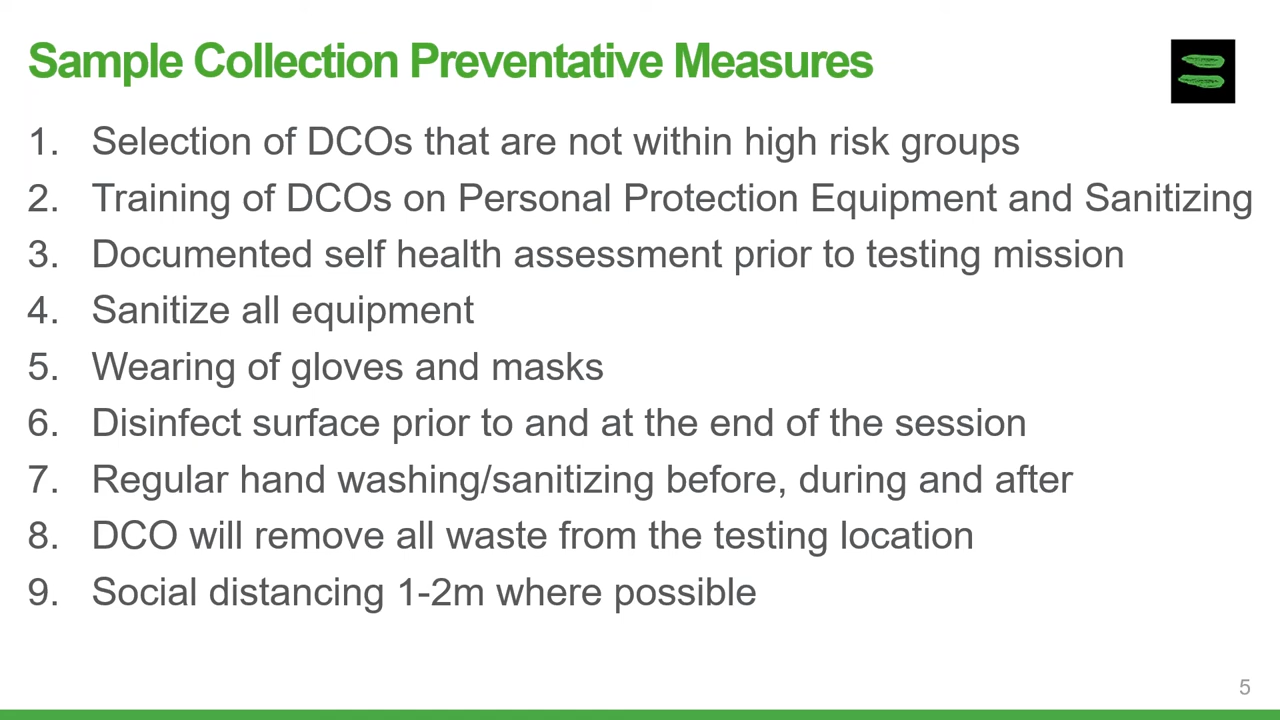 Sample Collection Preventative Measures
1. Selection of DCOs that are not within high risk groups
2. Training of DCOs on Personal Protection Equipment and Sanitizing
3. Documented self health assessment prior to testing mission
4. Sanitize all equipment
5. Wearing of gloves and masks
6. Disinfect surface prior to and at the end of the session
7. Regular hand washing/sanitizing before, during and after
8. DCO will remove all waste from the testing location
9. Social distancing 1-2m where possible
5